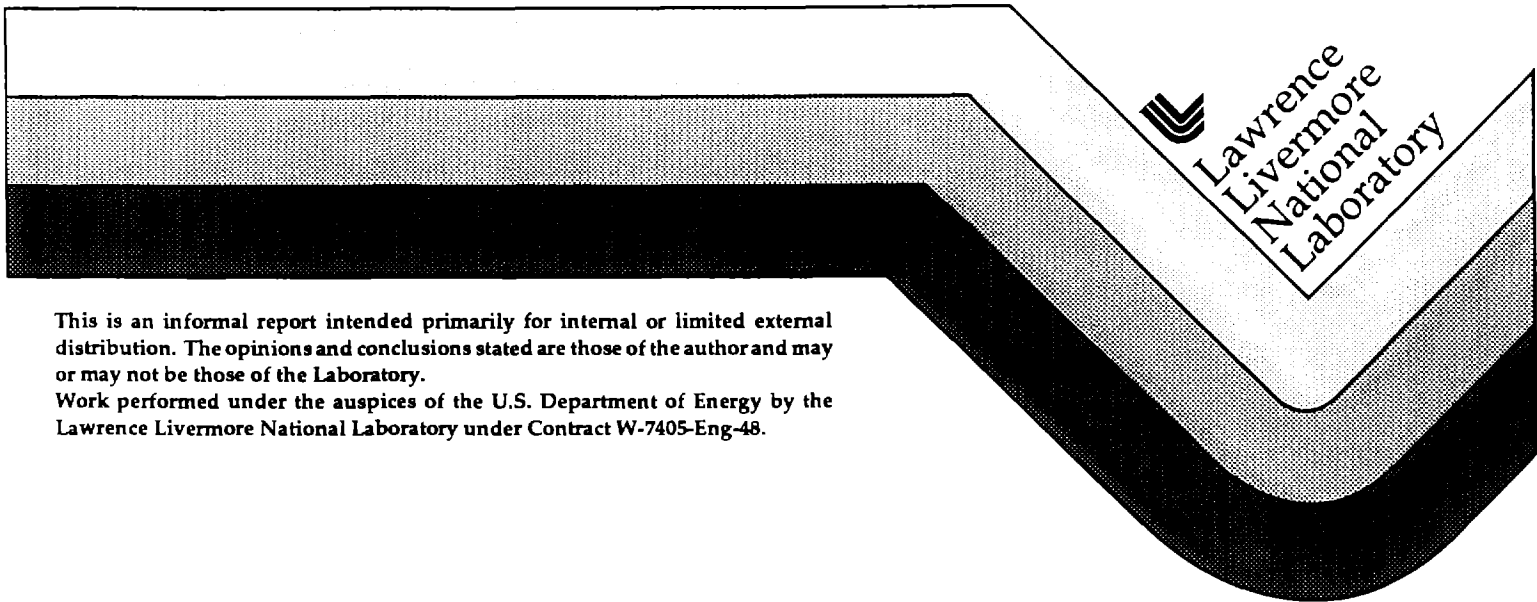 Lawrence
Livermore
National
Laboratory
This is an informal report intended primarily for internal or limited external
distribution. The opinions and conclusions stated are those of the author and may
or may not be those of the Laboratory.
Work performed under the auspices of the U.S. Department of Energy by the
Lawrence Livermore National Laboratory under Contract W-7405-Eng-48.